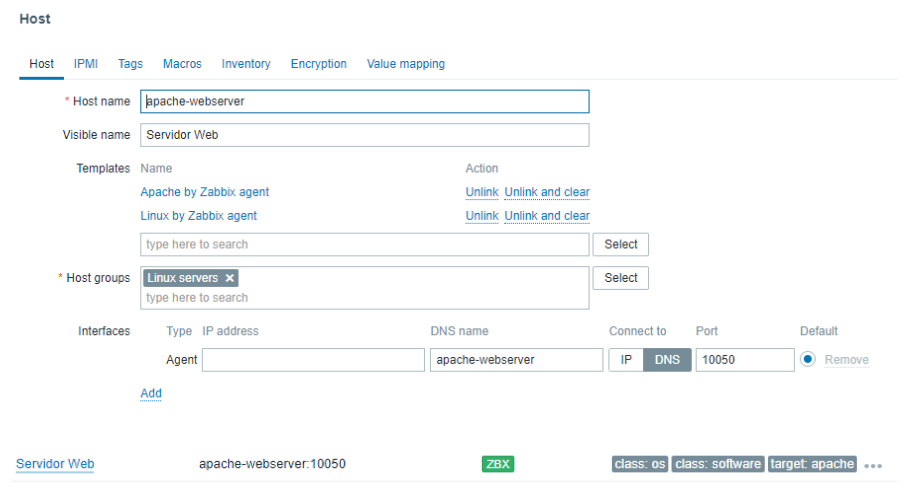 Host
Host IPMI Tags Macros Inventory Encryption Value mapping
* Host name apache-webserver
Visible name Servidor Web
Templates Name Action
Apache by Zabbix agent Unlink Unlink and clear
Linux by Zabbix agent Unlink Unlink and clear
type here to search Select
* Host groups Linux servers × Select
type here to search
Interfaces Type IP address DNS name Connect to Port Default
Agent apache-webserver IP DNS 10050 Remove
Add
Servidor Web apache-webserver:10050 ZBX class: os class: software target: apache •••